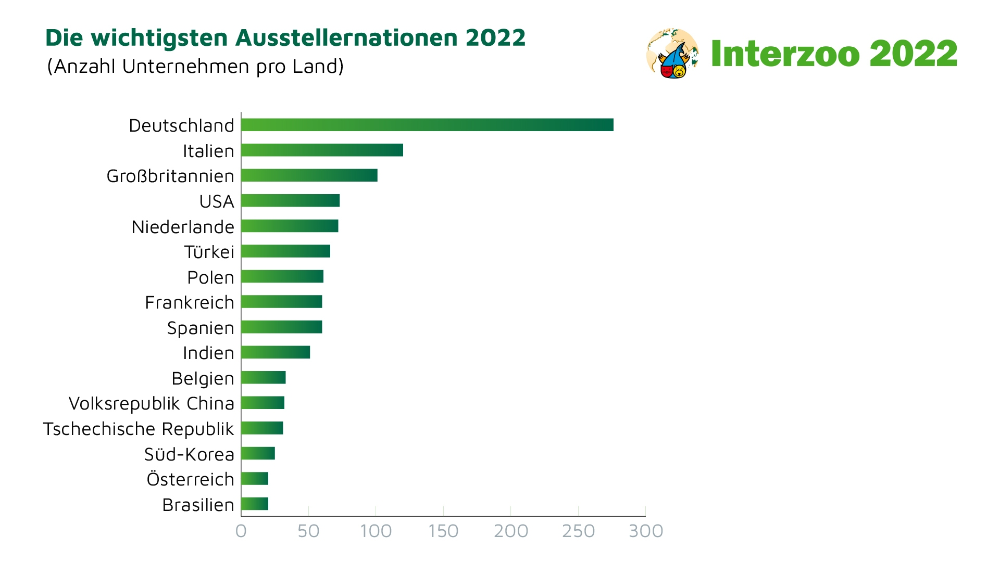 Die wichtigsten Ausstellernationen 2022
(Anzahl Unternehmen pro Land)
Interzoo 2022
Deutschland
Italien
Großbritannien
USA
Niederlande
Türkei
Polen
Frankreich
Spanien
Indien
Belgien
Volksrepublik China
Tschechische Republik
Süd-Korea
Österreich
Brasilien
0 50 100 150 200 250 300